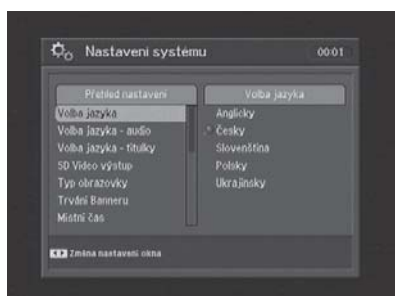 Nastavení systému 00:01
Přehled nastavení
Volba jazyka
Volba jazyka - audio
Volba jazyka - titulky
SD Video výstup
Typ obrazovky
Trvání Banneru
Místní čas
Volba jazyka
Anglicky
Česky
Slovenština
Polsky
Ukrajinsky
Změna nastavení okna